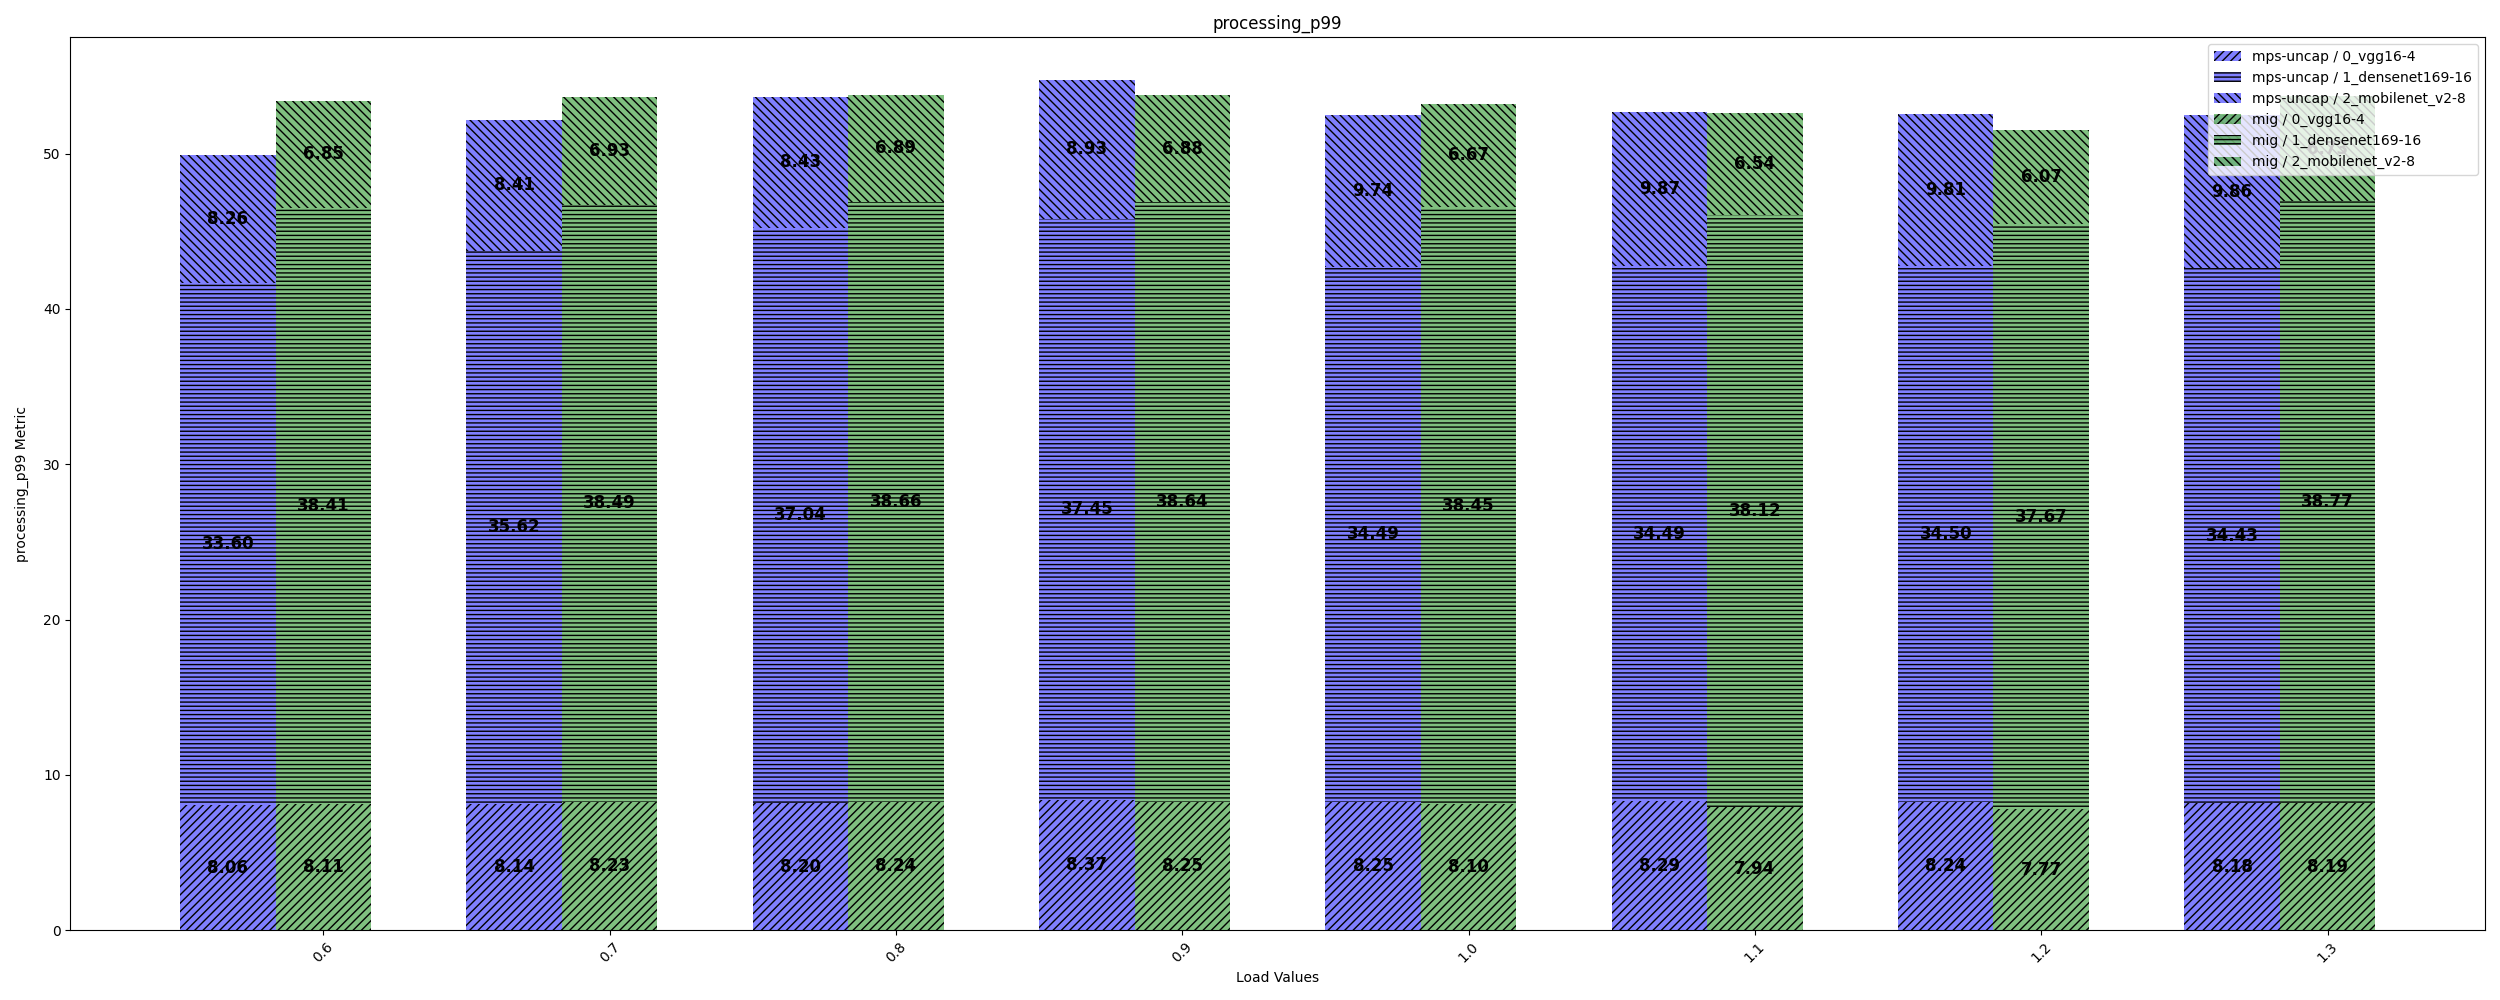 processing_p99
mps-uncap / 0_vgg16-4
mps-uncap / 1_densenet169-16
mps-uncap / 2_mobilenet_v2-8
mig / 0_vgg16-4
mig / 1_densenet169-16
mig / 2_mobilenet_v2-8
processing_p99 Metric
50
40
30
20
10
0
8.26 6.85 8.41 6.93 8.43 6.89 8.93 6.88 9.74 6.67 9.87 6.54 9.81 6.07 9.86
33.60 38.41 35.62 38.49 37.04 38.66 37.45 38.64 34.49 38.45 34.49 38.12 34.50 37.67 34.43 38.77
8.06 8.11 8.14 8.23 8.20 8.24 8.37 8.25 8.25 8.10 8.29 7.94 8.24 7.77 8.18 8.19
0.6 0.7 0.8 0.9 1.0 1.1 1.2 1.3
Load Values